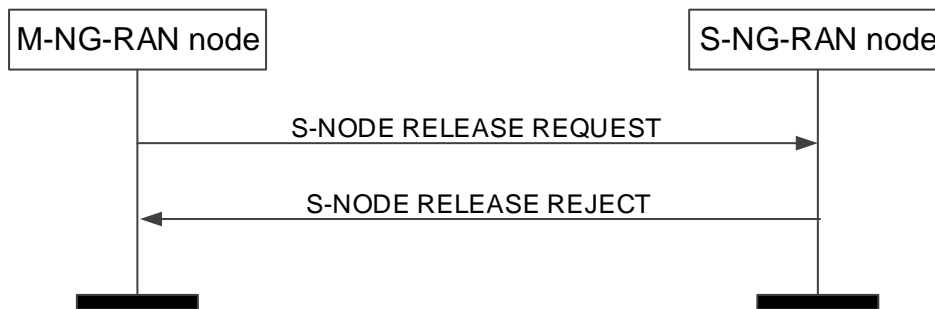 M-NG-RAN node
S-NG-RAN node
S-NODE RELEASE REQUEST
S-NODE RELEASE REJECT